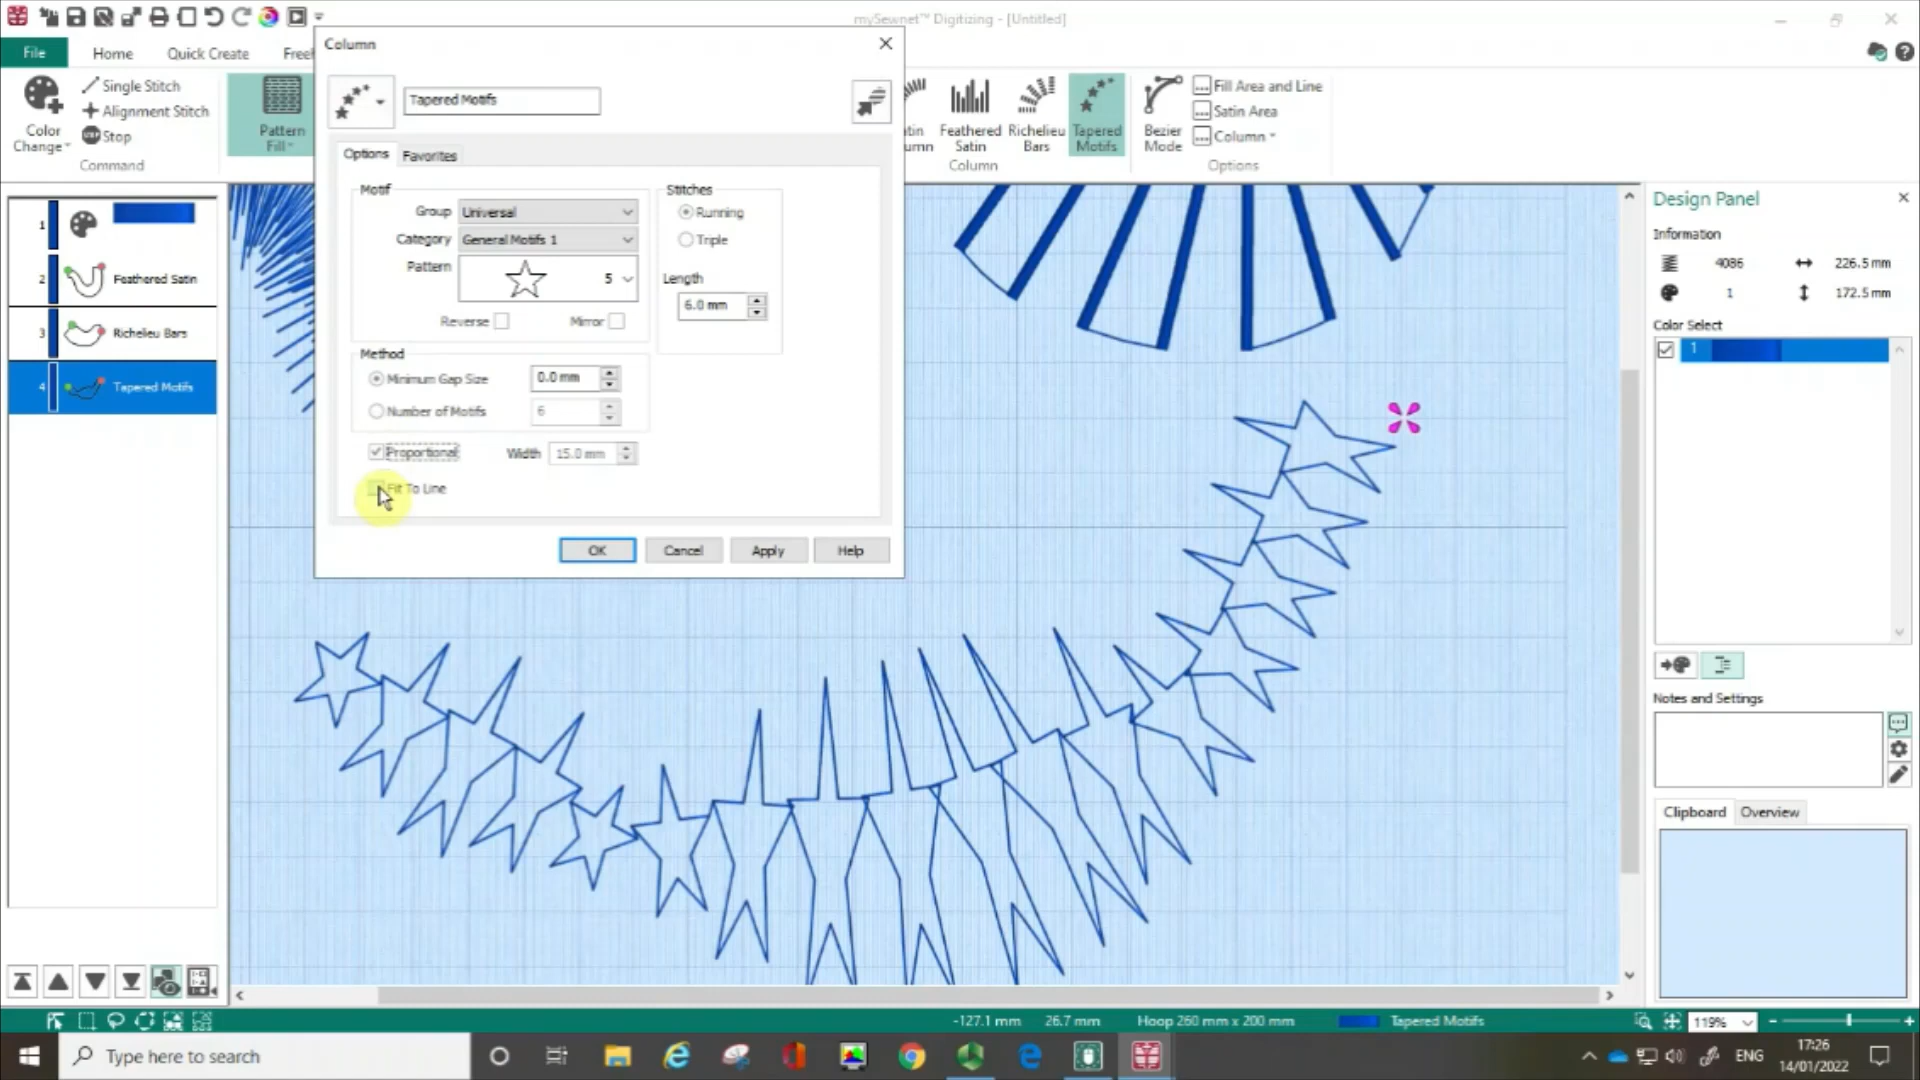 mySewnet™ Digitizing - [Untitled]
File
Home
Quick Create
Column
Color
Change
Single Stitch
Alignment Stitch
Stop
Command
Pattern
Fill
Tapered Motifs
Feathered
Satin
Richelieu
Bars
Tapered
Motifs
Column
Bezier
Mode
Fill Area and Line
Satin Area
Column
Options
1
2 Feathered Satin
3 Richelieu Bars
4 Tapered Motifs
Options
Favorites
Motif
Group Universal
Category General Motifs 1
Pattern 5
Reverse
Mirror
Stitches
Running
Triple
Length
6.0 mm
Method
Minimum Gap Size 0.0 mm
Number of Motifs 6
Proportional
Width 15.0 mm
Fit To Line
OK
Cancel
Apply
Help
Design Panel
Information
4086 226.5 mm
1 172.5 mm
Color Select
1
Notes and Settings
Clipboard
Overview
-127.1 mm 26.7 mm Hoop 260 mm x 200 mm Tapered Motifs
119%
Type here to search
ENG
17:26
14/01/2022